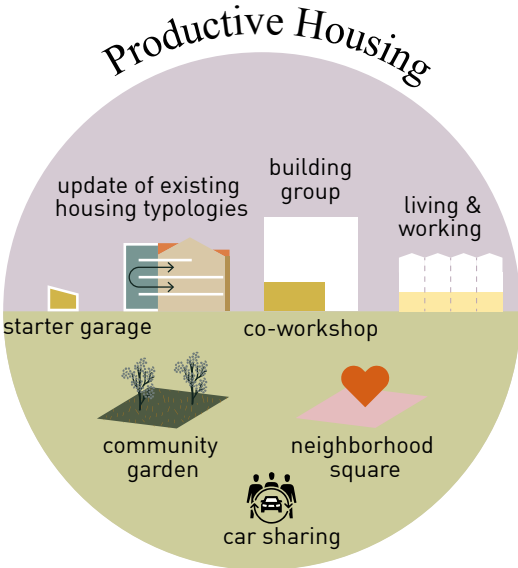 Productive Housing
building
group
update of existing
housing typologies
living &
working
starter garage
co-workshop
community
garden
neighborhood
square
car sharing